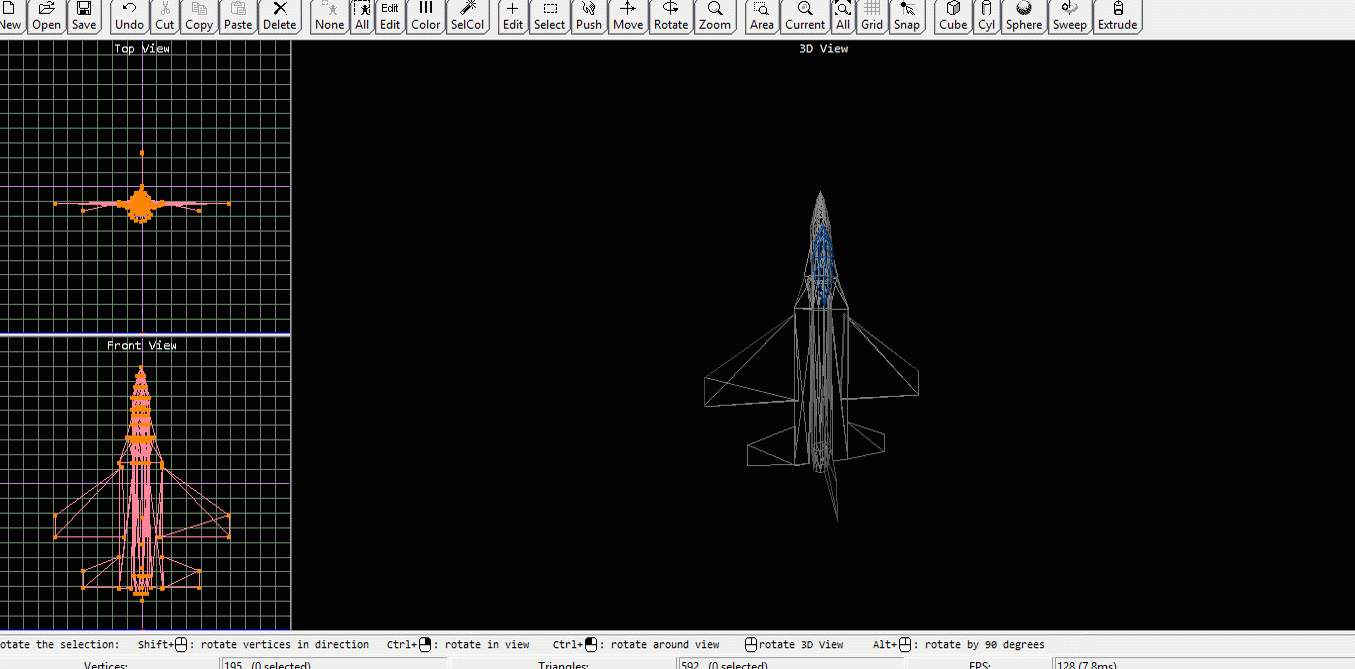 New Open Save Undo Cut Copy Paste Delete None All Edit Edit Color SelCol Edit Select Push Move Rotate Zoom Area Current All Grid Snap Cube Cyl Sphere Sweep Extrude
Top View
3D View
Front View
otate the selection: Shift+ : rotate vertices in direction Ctrl+ : rotate in view Ctrl+ : rotate around view rotate 3D View Alt+ : rotate by 90 degrees
Vertices: 195 (0 selected) Triangles: 592 (0 selected) FPS: 128 (7.8ms)